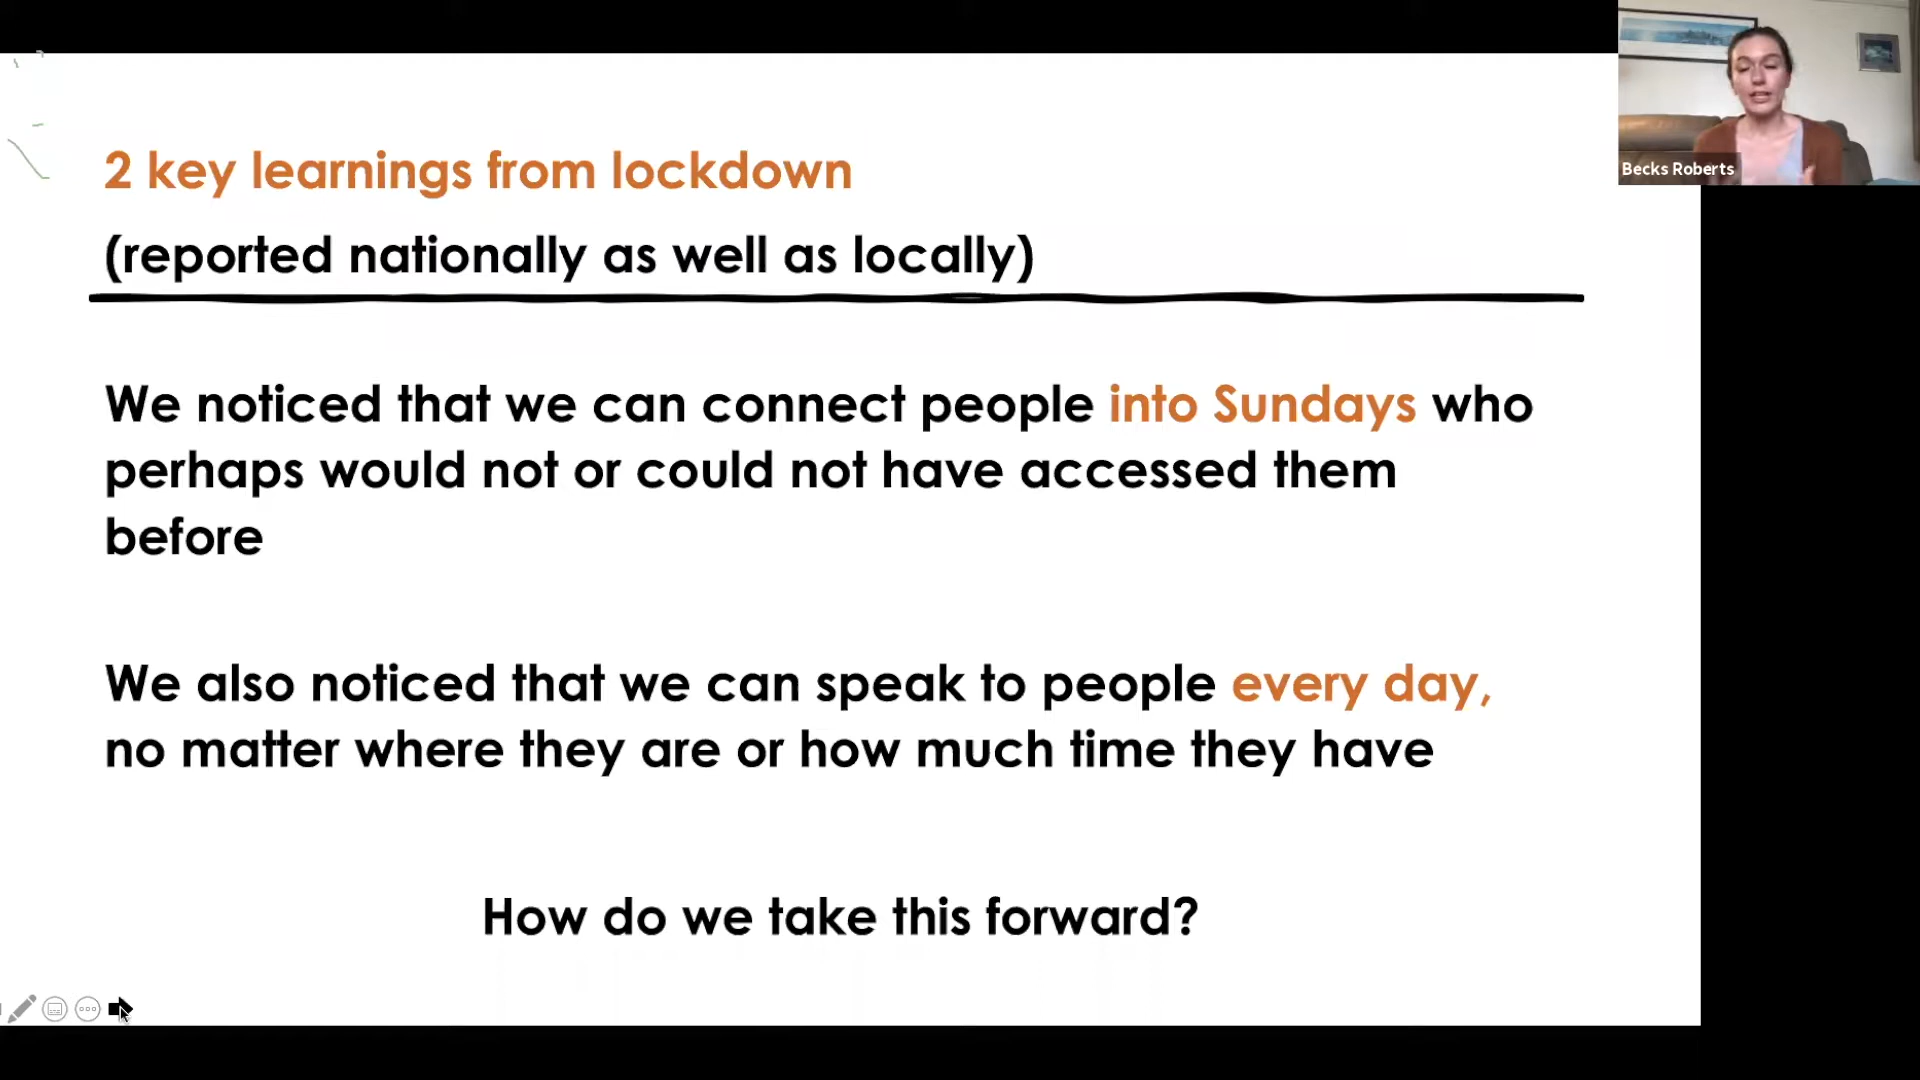 2 key learnings from lockdown
(reported nationally as well as locally)
We noticed that we can connect people into Sundays who
perhaps would not or could not have accessed them
before
We also noticed that we can speak to people every day,
no matter where they are or how much time they have
How do we take this forward?
Becks Roberts